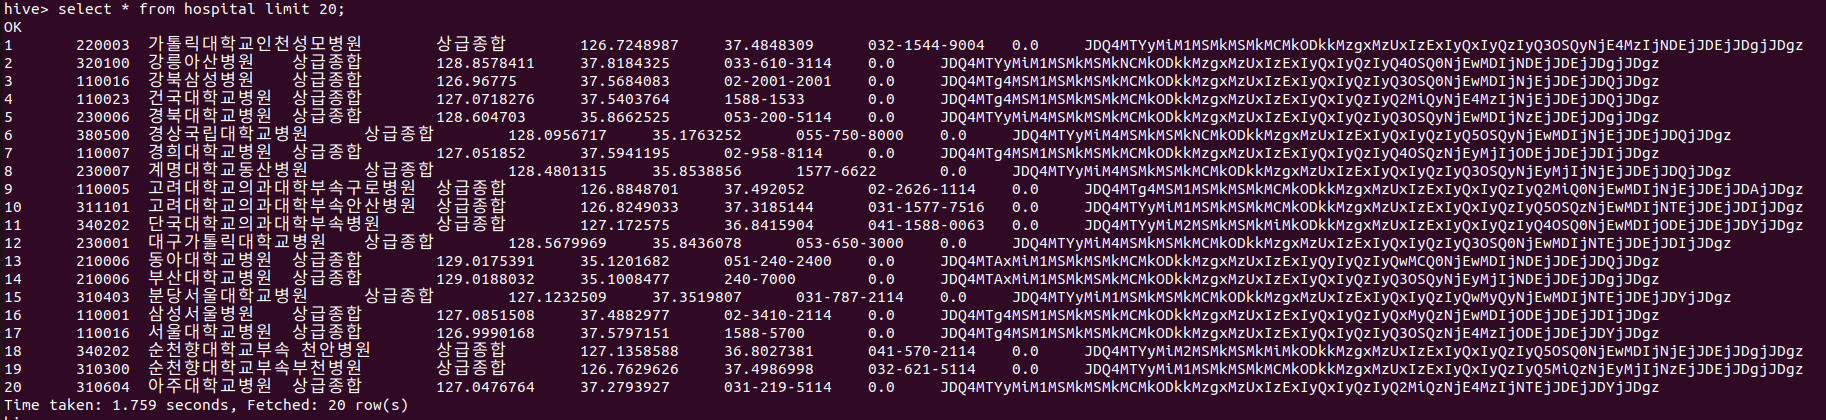 hive> select * from hospital limit 20;
OK
1 220003 가톨릭대학교인천성모병원 상급종합 126.7248987 37.4848309 032-1544-9004 0.0 JDQ4MTYyMiM1MSMkMSMkMCMkODkkMzgxMzUxIzExIyQxIyQzIyQ3OSQyNjE4MzIjNDEjJDEjJDgjJDgz
2 320100 강릉아산병원 상급종합 128.8578411 37.8184325 033-610-3114 0.0 JDQ4MTYyMiM1MSMkMSMkNCMkODkkMzgxMzUxIzExIyQxIyQzIyQ4OSQ0NjEwMDIjNDEjJDEjJDgjJDgz
3 110016 강북삼성병원 상급종합 126.96775 37.5684083 02-2001-2001 0.0 JDQ4MTg4MSM1MSMkMSMkMCMkODkkMzgxMzUxIzExIyQxIyQzIyQ3OSQzNjEwMDIjNDEjJDEjJDQjJDgz
4 110023 건국대학교병원 상급종합 127.0718276 37.5403764 1588-1533 0.0 JDQ4MTg4MSM1MSMkMSMkMCMkODkkMzgxMzUxIzExIyQxIyQzIyQ2MiQyNjE4MzIjNjEjJDEjJDQjJDgz
5 230006 경북대학교병원 상급종합 128.604703 35.8662525 053-200-5114 0.0 JDQ4MTYyMiM4MSMkMSMkMCMkODkkMzgxMzUxIzExIyQxIyQzIyQ3OSQzNjEwMDIjNzEjJDEjJDQjJDgz
6 380500 경상국립대학교병원 상급종합 128.0956717 35.1763252 055-750-8000 0.0 JDQ4MTYyMiM4MSMkMSMkNCMkODkkMzgxMzUxIzExIyQxIyQzIyQ5OSQyNjEwMDIjNjEjJDEjJDQjJDgz
7 110007 경희대학교병원 상급종합 127.051852 37.5941195 02-958-8114 0.0 JDQ4MTg4MSM1MSMkMSMkMCMkODkkMzgxMzUxIzExIyQxIyQzIyQ4OSQzNjEyMjIjODEjJDEjJDIjJDgz
8 230007 계명대학교동산병원 상급종합 128.4801315 35.8538856 1577-6622 0.0 JDQ4MTYyMiM4MSMkMSMkMCMkODkkMzgxMzUxIzExIyQxIyQzIyQ3OSQyNjEyMjIjNjEjJDEjJDQjJDgz
9 110005 고려대학교의과대학부속구로병원 상급종합 126.8848701 37.492052 02-2626-1114 0.0 JDQ4MTg4MSM1MSMkMSMkMCMkODkkMzgxMzUxIzExIyQxIyQzIyQ2MiQ0NjEwMDIjNjEjJDEjJDAjJDgz
10 311101 고려대학교의과대학부속안산병원 상급종합 126.8249033 37.3185144 031-1577-7516 0.0 JDQ4MTYyMiM1MSMkMSMkMCMkODkkMzgxMzUxIzExIyQxIyQzIyQ5OSQzNjEwMDIjNTEjJDEjJDIjJDgz
11 340202 단국대학교의과대학부속병원 상급종합 127.172575 36.8415904 041-1588-0063 0.0 JDQ4MTYyMiM2MSMkMSMkMiMkODkkMzgxMzUxIzExIyQxIyQzIyQ4OSQ0NjEwMDIjODEjJDEjJDYjJDgz
12 230001 대구가톨릭대학교병원 상급종합 128.5679969 35.8436078 053-650-3000 0.0 JDQ4MTYyMiM4MSMkMSMkMCMkODkkMzgxMzUxIzExIyQxIyQzIyQ3OSQ0NjEwMDIjNTEjJDEjJDIjJDgz
13 210006 동아대학교병원 상급종합 129.0175391 35.1201682 051-240-2400 0.0 JDQ4MTAxMiM1MSMkMSMkMCMkODkkMzgxMzUxIzExIyQyIyQzIyQwMCQ0NjEwMDIjNDEjJDEjJDQjJDgz
14 210006 부산대학교병원 상급종합 129.0188032 35.1008477 240-7000 0.0 JDQ4MTAxMiM1MSMkMSMkMCMkODkkMzgxMzUxIzExIyQxIyQzIyQ3OSQyNjEyMjIjNDEjJDEjJDgjJDgz
15 310403 분당서울대학교병원 상급종합 127.1232509 37.3519807 031-787-2114 0.0 JDQ4MTYyMiM1MSMkMSMkMCMkODkkMzgxMzUxIzExIyQxIyQzIyQwMyQyNjEwMDIjNTEjJDEjJDYjJDgz
16 110001 삼성서울병원 상급종합 127.0851508 37.4882977 02-3410-2114 0.0 JDQ4MTg4MSM1MSMkMSMkMCMkODkkMzgxMzUxIzExIyQxIyQzIyQxMyQzNjEwMDIjODEjJDEjJDIjJDgz
17 110016 서울대학교병원 상급종합 126.9990168 37.5797151 1588-5700 0.0 JDQ4MTg4MSM1MSMkMSMkMCMkODkkMzgxMzUxIzExIyQxIyQzIyQ3OSQzNjE4MzIjODEjJDEjJDYjJDgz
18 340202 순천향대학교부속 천안병원 상급종합 127.1358588 36.8027381 041-570-2114 0.0 JDQ4MTYyMiM2MSMkMSMkMiMkODkkMzgxMzUxIzExIyQxIyQzIyQ5OSQ0NjEwMDIjNjEjJDEjJDgjJDgz
19 310300 순천향대학교부속부천병원 상급종합 126.7629626 37.4986998 032-621-5114 0.0 JDQ4MTYyMiM1MSMkMSMkMCMkODkkMzgxMzUxIzExIyQxIyQzIyQ5MiQzNjEyMjIjNzEjJDEjJDgjJDgz
20 310604 아주대학교병원 상급종합 127.0476764 37.2793927 031-219-5114 0.0 JDQ4MTYyMiM1MSMkMSMkMCMkODkkMzgxMzUxIzExIyQxIyQzIyQ2MiQzNjE4MzIjNTEjJDEjJDYjJDgz
Time taken: 1.759 seconds, Fetched: 20 row(s)